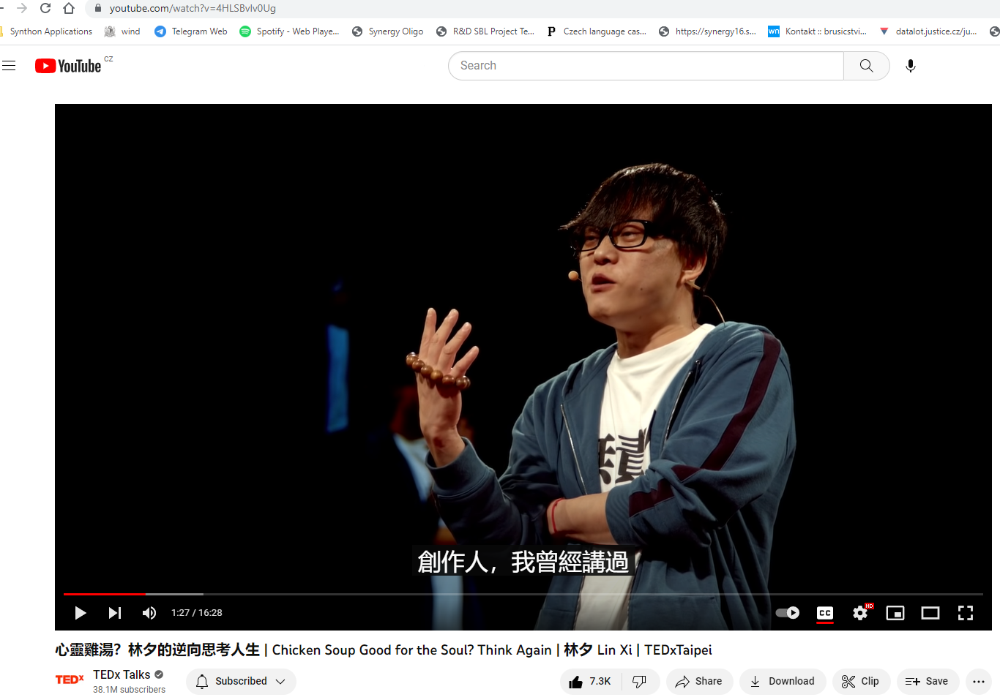 youtube.com/watch?v=4HLSBvIv0Ug
Synthon Applications
wind
Telegram Web
Spotify - Web Playe...
Synergy Oligo
R&D SBL Project Te...
P
Czech language cas...
https://synergy16.s...
wn
Kontakt :: brusicstvi...
datalot.justice.cz/ju...
YouTube CZ
Search
創作人，我曾經講過
1:27 / 16:28
CC
HD
心靈雞湯？林夕的逆向思考人生 | Chicken Soup Good for the Soul? Think Again | 林夕 Lin Xi | TEDxTaipei
TEDx
TEDx Talks
38.1M subscribers
Subscribed
7.3K
Share
Download
Clip
Save